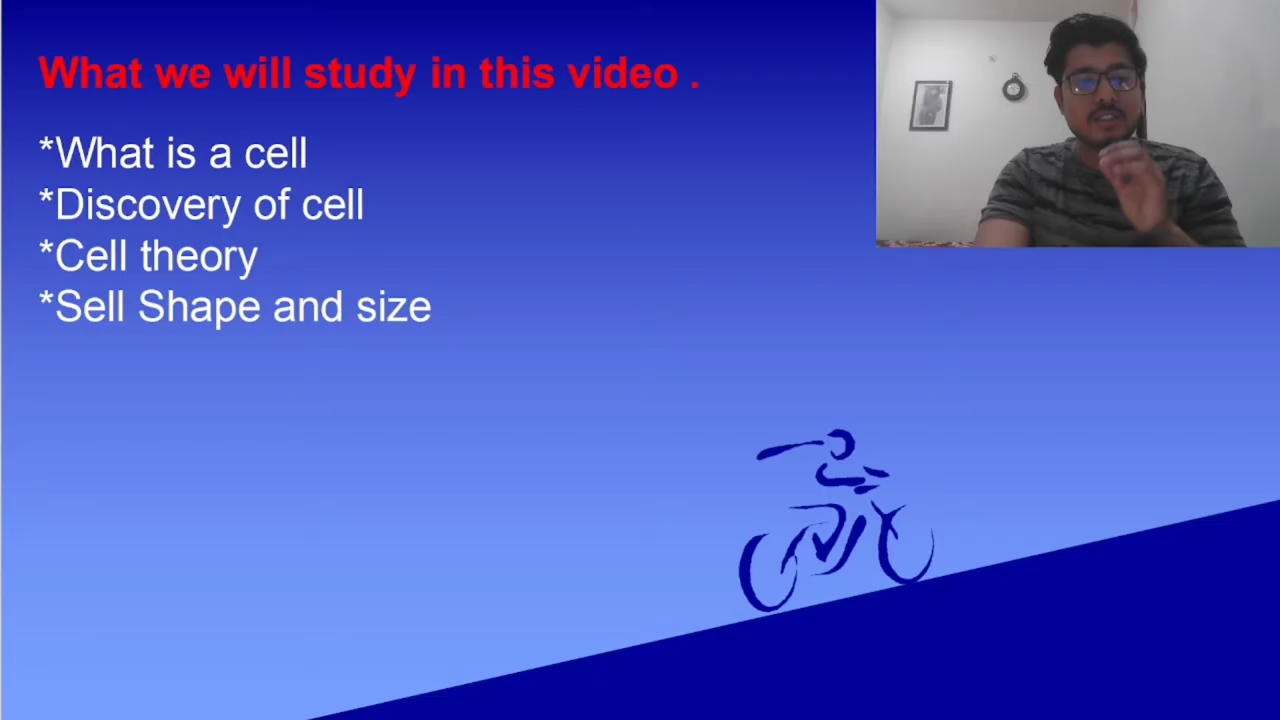 What we will study in this video .
*What is a cell
*Discovery of cell
*Cell theory
*Sell Shape and size